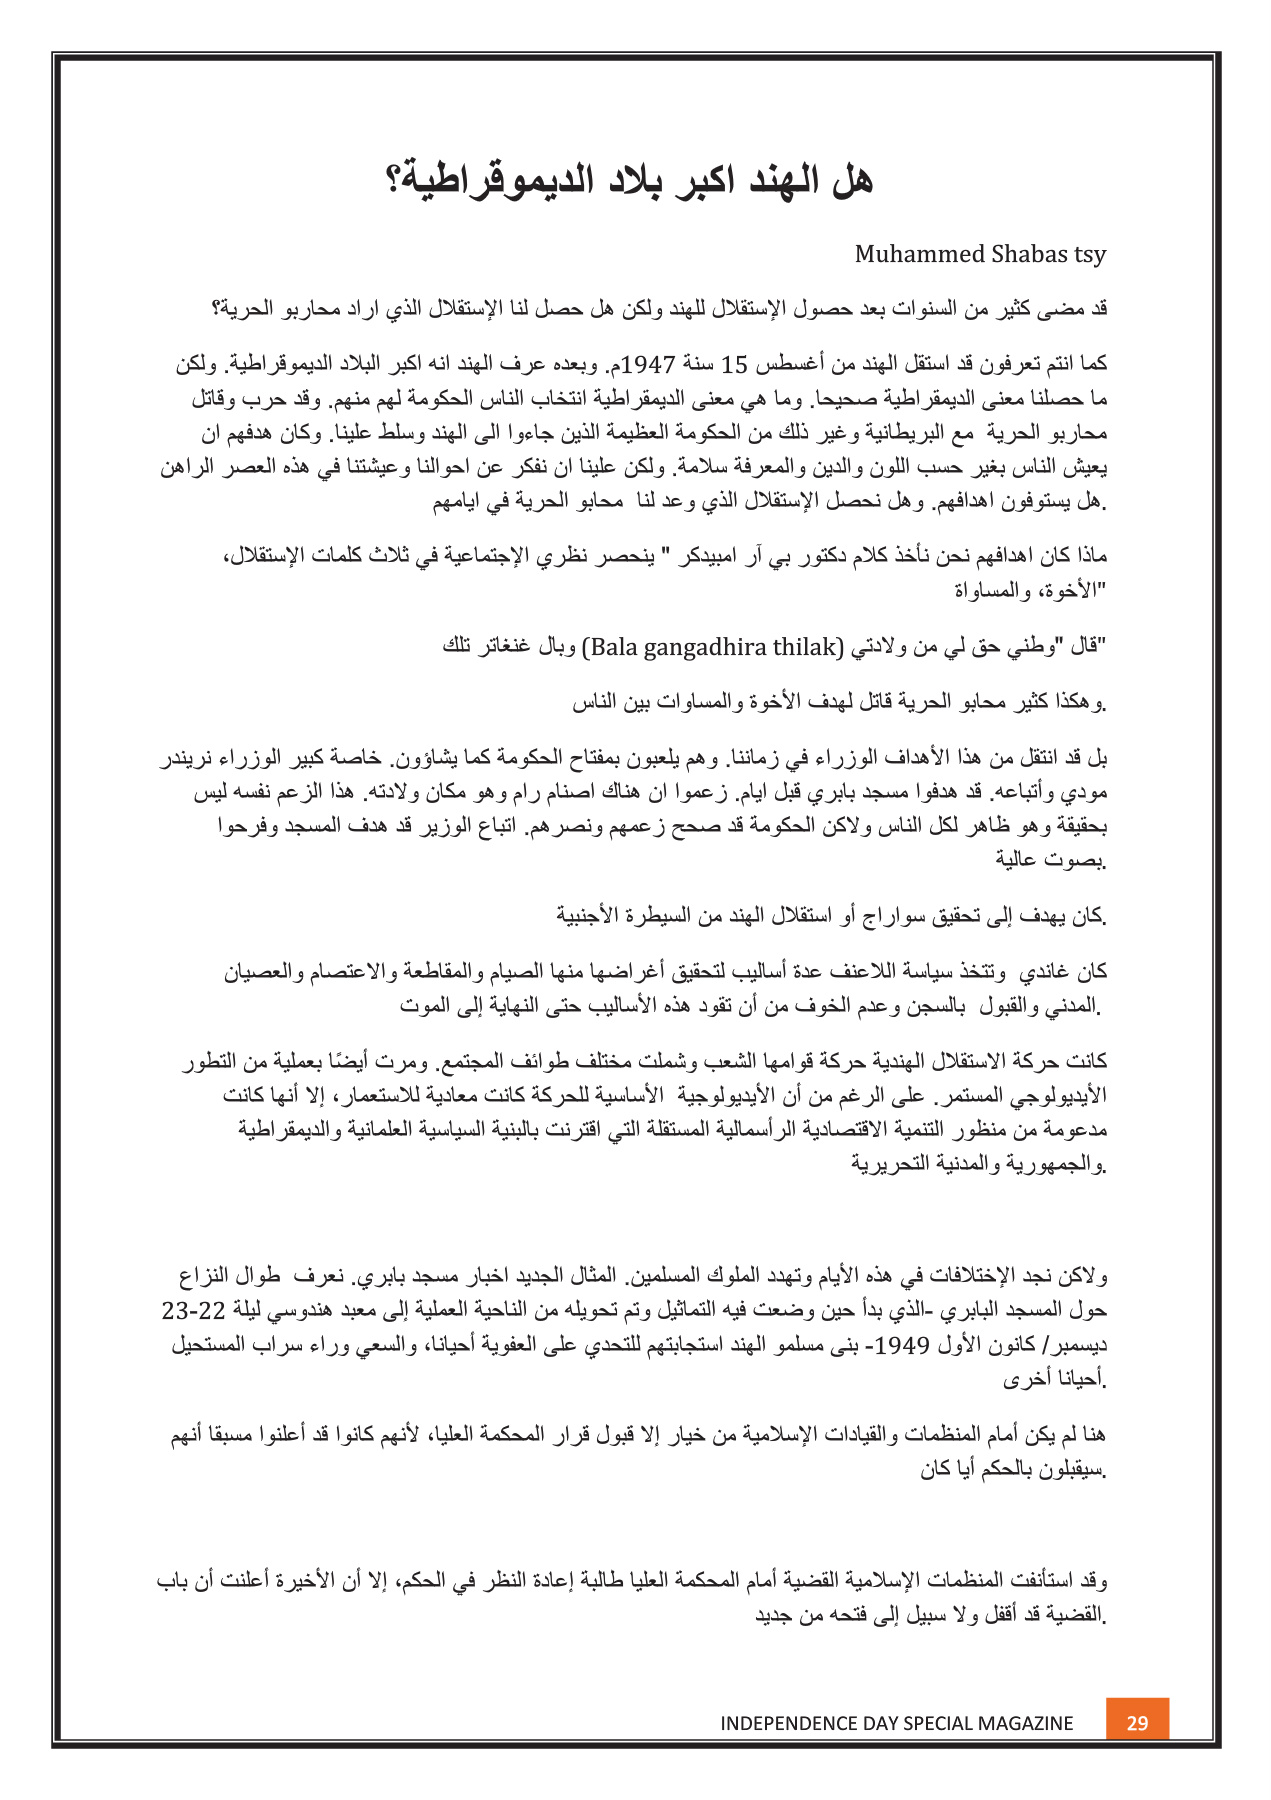 هل الهند اكبر بلاد الديموقراطية؟
Muhammed Shabas tsy
قد مضى كثير من السنوات بعد حصول الإستقلال للهند ولكن هل حصل لنا الإستقلال الذي اراد محاربو الحرية؟
كما انتم تعرفون قد استقل الهند من أغسطس 15 سنة 1947م. وبعده عرف الهند انه اكبر البلاد الديموقراطية. ولكن
ما حصلنا معنى الديمقراطية صحيحا. وما هي معنى الديمقراطية انتخاب الناس الحكومة لهم منهم. وقد حرب وقاتل
محاربو الحرية مع البريطانية وغير ذلك من الحكومة العظيمة الذين جاءوا الى الهند وسلط علينا. وكان هدفهم ان
يعيش الناس بغير حسب اللون والدين والمعرفة سلامة. ولكن علينا ان نفكر عن احوالنا وعيشتنا في هذه العصر الراهن
.هل يستوفون اهدافهم. وهل نحصل الإستقلال الذي وعد لنا محابو الحرية في ايامهم
ماذا كان اهدافهم نحن نأخذ كلام دكتور بي آر امبيدكر " ينحصر نظري الإجتماعية في ثلاث كلمات الإستقلال،
"الأخوة، والمساواة
"قال "وطني حق لي من ولادتي (Bala gangadhira thilak) وبال غنغاتر تلك
.وهكذا كثير محابو الحرية قاتل لهدف الأخوة والمساوات بين الناس
بل قد انتقل من هذا الأهداف الوزراء في زماننا. وهم يلعبون بمفتاح الحكومة كما يشاؤون. خاصة كبير الوزراء نريندر
مودي وأتباعه. قد هدفوا مسجد بابري قبل ايام. زعموا ان هناك اصنام رام وهو مكان ولادته. هذا الزعم نفسه ليس
بحقيقة وهو ظاهر لكل الناس ولاكن الحكومة قد صحح زعمهم ونصرهم. اتباع الوزير قد هدف المسجد وفرحوا
.بصوت عالية
.كان يهدف إلى تحقيق سواراج أو استقلال الهند من السيطرة الأجنبية
كان غاندي وتتخذ سياسة اللاعنف عدة أساليب لتحقيق أغراضها منها الصيام والمقاطعة والاعتصام والعصيان
.المدني والقبول بالسجن وعدم الخوف من أن تقود هذه الأساليب حتى النهاية إلى الموت
كانت حركة الاستقلال الهندية حركة قوامها الشعب وشملت مختلف طوائف المجتمع. ومرت أيضًا بعملية من التطور
الأيديولوجي المستمر. على الرغم من أن الأيديولوجية الأساسية للحركة كانت معادية للاستعمار، إلا أنها كانت
مدعومة من منظور التنمية الاقتصادية الرأسمالية المستقلة التي اقترنت بالبنية السياسية العلمانية والديمقراطية
.والجمهورية والمدنية التحريرية
ولاكن نجد الإختلافات في هذه الأيام وتهدد الملوك المسلمين. المثال الجديد اخبار مسجد بابري. نعرف طوال النزاع
حول المسجد البابري -الذي بدأ حين وضعت فيه التماثيل وتم تحويله من الناحية العملية إلى معبد هندوسي ليلة 22-23
ديسمبر/ كانون الأول 1949- بنى مسلمو الهند استجابتهم للتحدي على العفوية أحيانا، والسعي وراء سراب المستحيل
.أحيانا أخرى
هنا لم يكن أمام المنظمات والقيادات الإسلامية من خيار إلا قبول قرار المحكمة العليا، لأنهم كانوا قد أعلنوا مسبقا أنهم
.سيقبلون بالحكم أيا كان
وقد استأنفت المنظمات الإسلامية القضية أمام المحكمة العليا طالبة إعادة النظر في الحكم، إلا أن الأخيرة أعلنت أن باب
.القضية قد أقفل ولا سبيل إلى فتحه من جديد
INDEPENDENCE DAY SPECIAL MAGAZINE 29